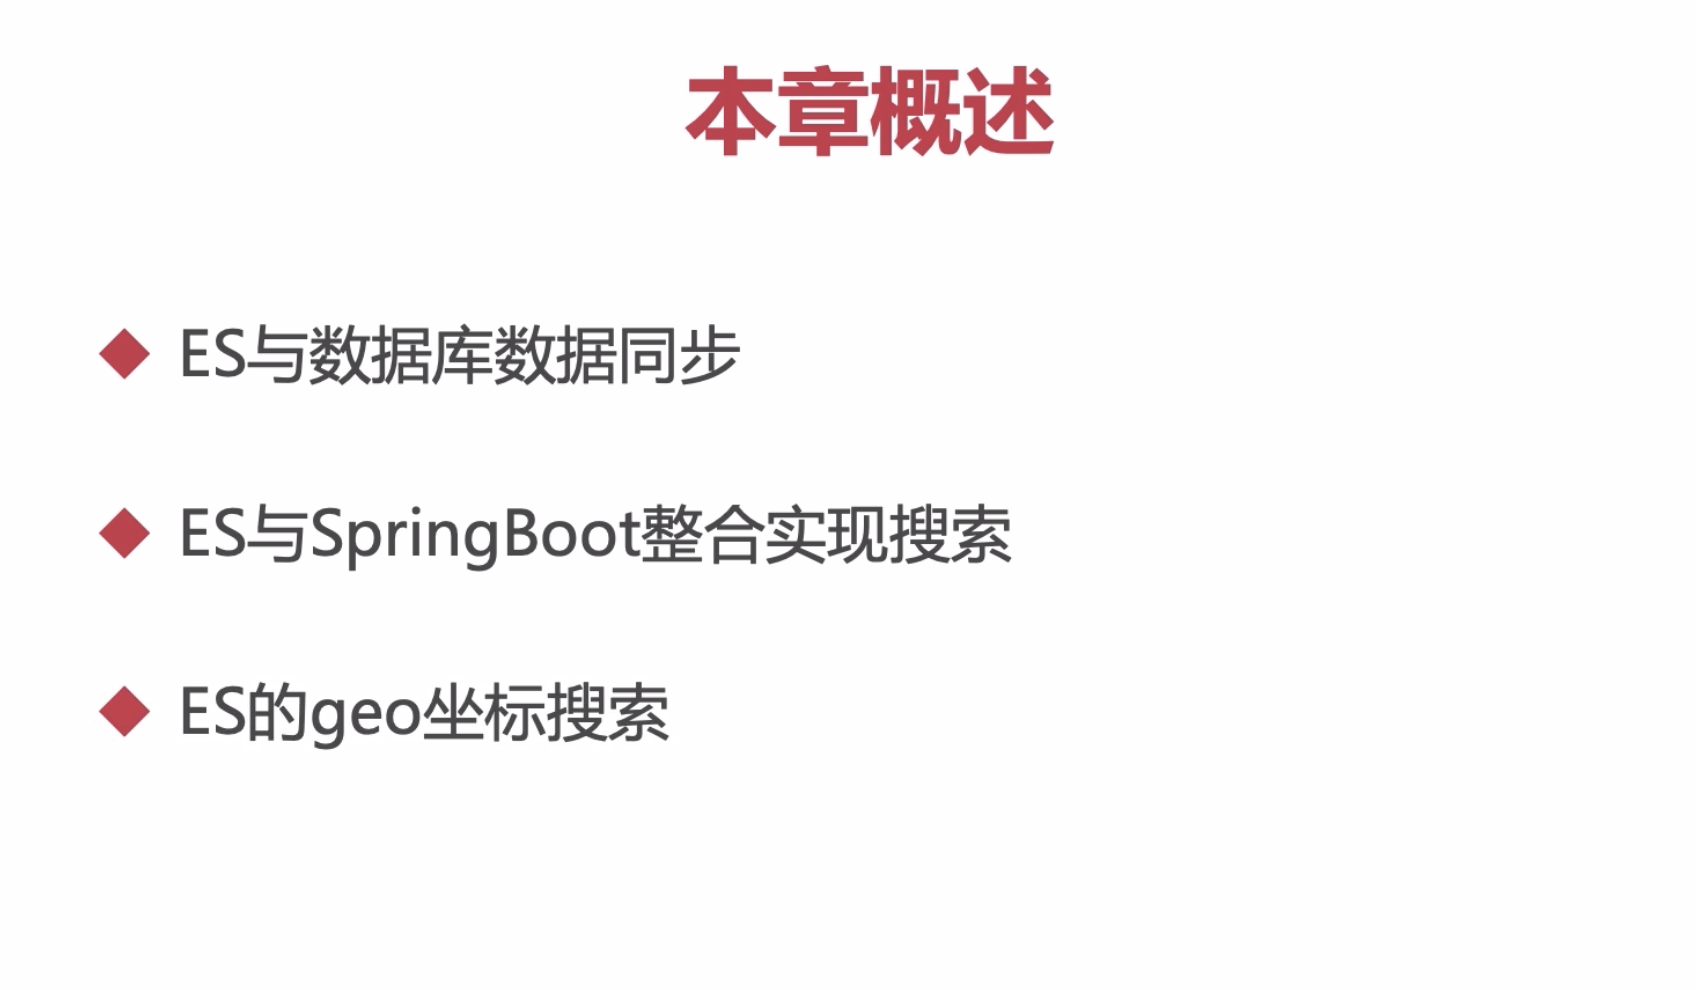 本章概述
ES与数据库数据同步
ES与SpringBoot整合实现搜索
ES的geo坐标搜索